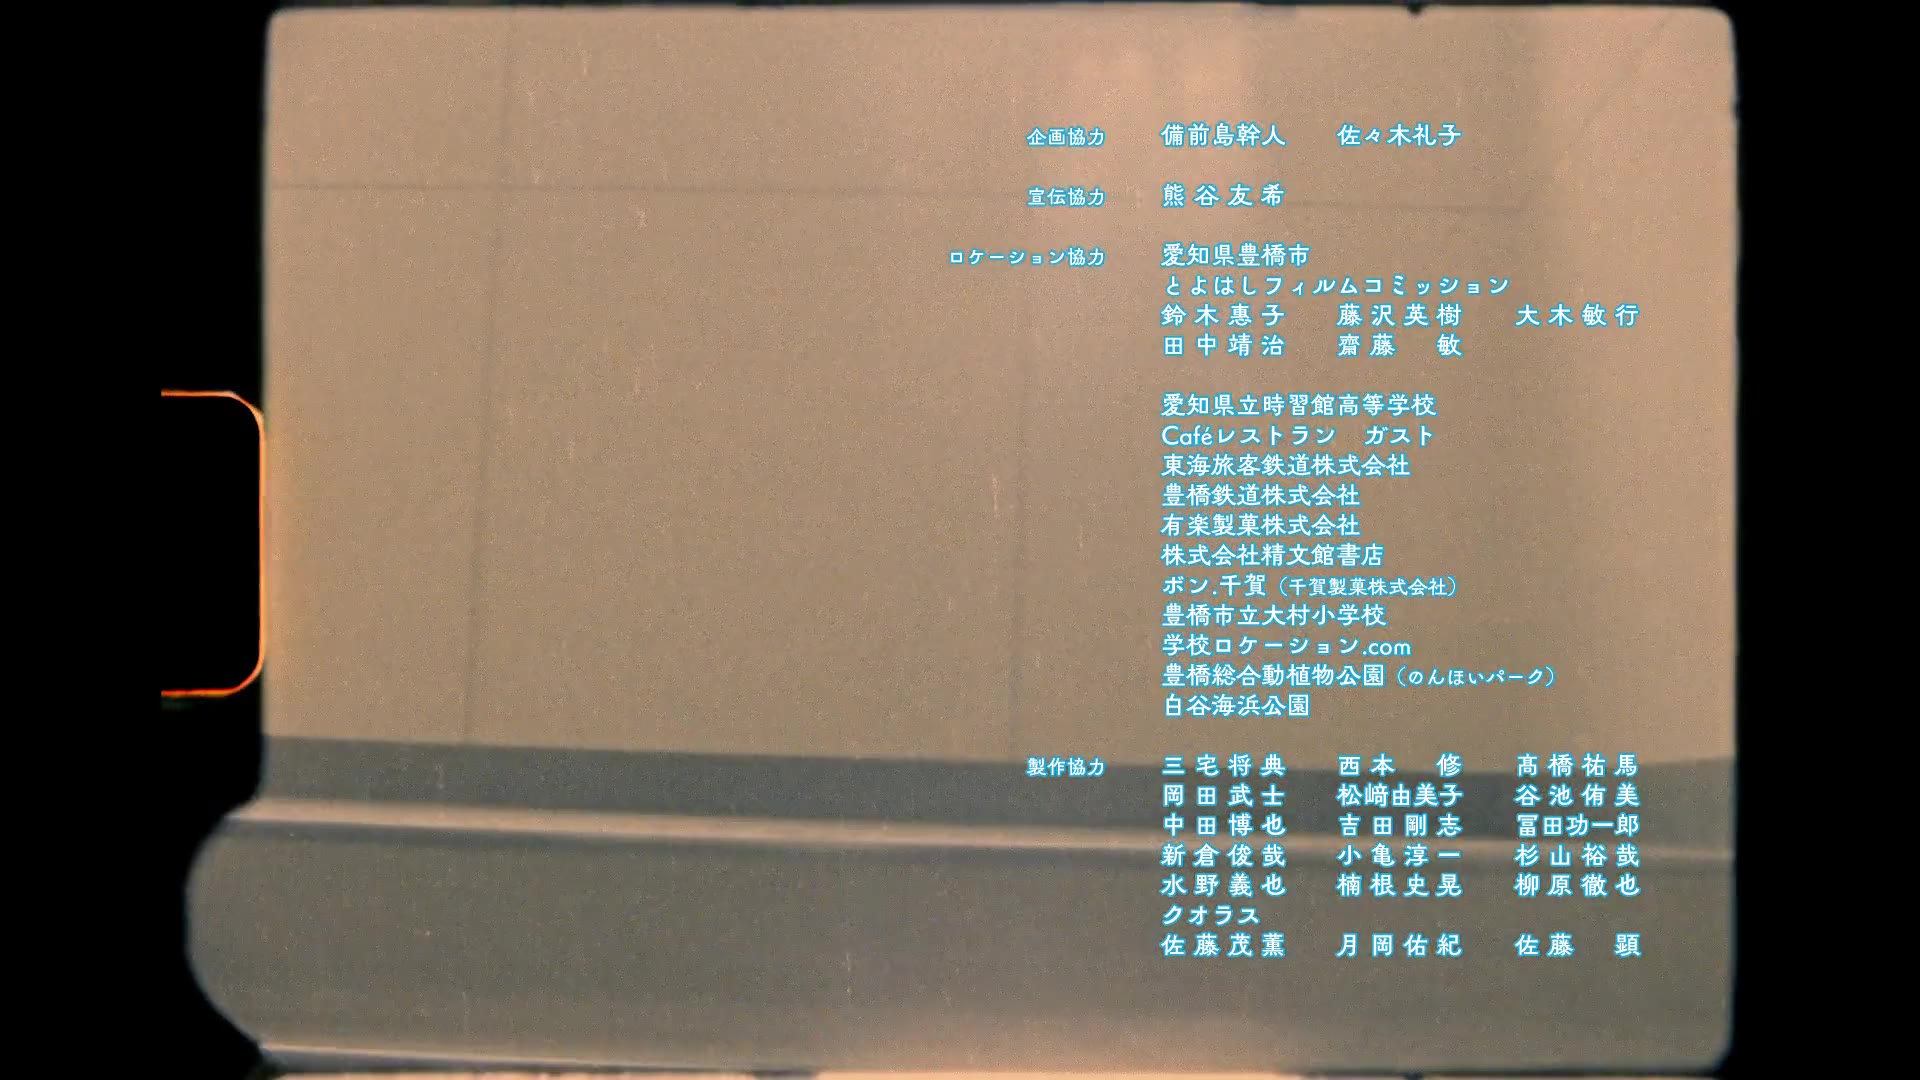 企画協力 備前島幹人 佐々木礼子
宣伝協力 熊谷友希
ロケーション協力 愛知県豊橋市
とよはしフィルムコミッション
鈴木惠子 藤沢英樹 大木敏行
田中靖治 齋藤 敏
愛知県立時習館高等学校
Caféレストラン ガスト
東海旅客鉄道株式会社
豊橋鉄道株式会社
有楽製菓株式会社
株式会社精文館書店
ボン.千賀（千賀製菓株式会社）
豊橋市立大村小学校
学校ロケーション.com
豊橋総合動植物公園（のんほいパーク）
白谷海浜公園
製作協力 三宅将典 西本 修 髙橋祐馬
岡田武士 松﨑由美子 谷池侑美
中田博也 吉田剛志 冨田功一郎
新倉俊哉 小亀淳一 杉山裕哉
水野義也 楠根史晃 柳原徹也
クオラス
佐藤茂薫 月岡佑紀 佐藤 顕